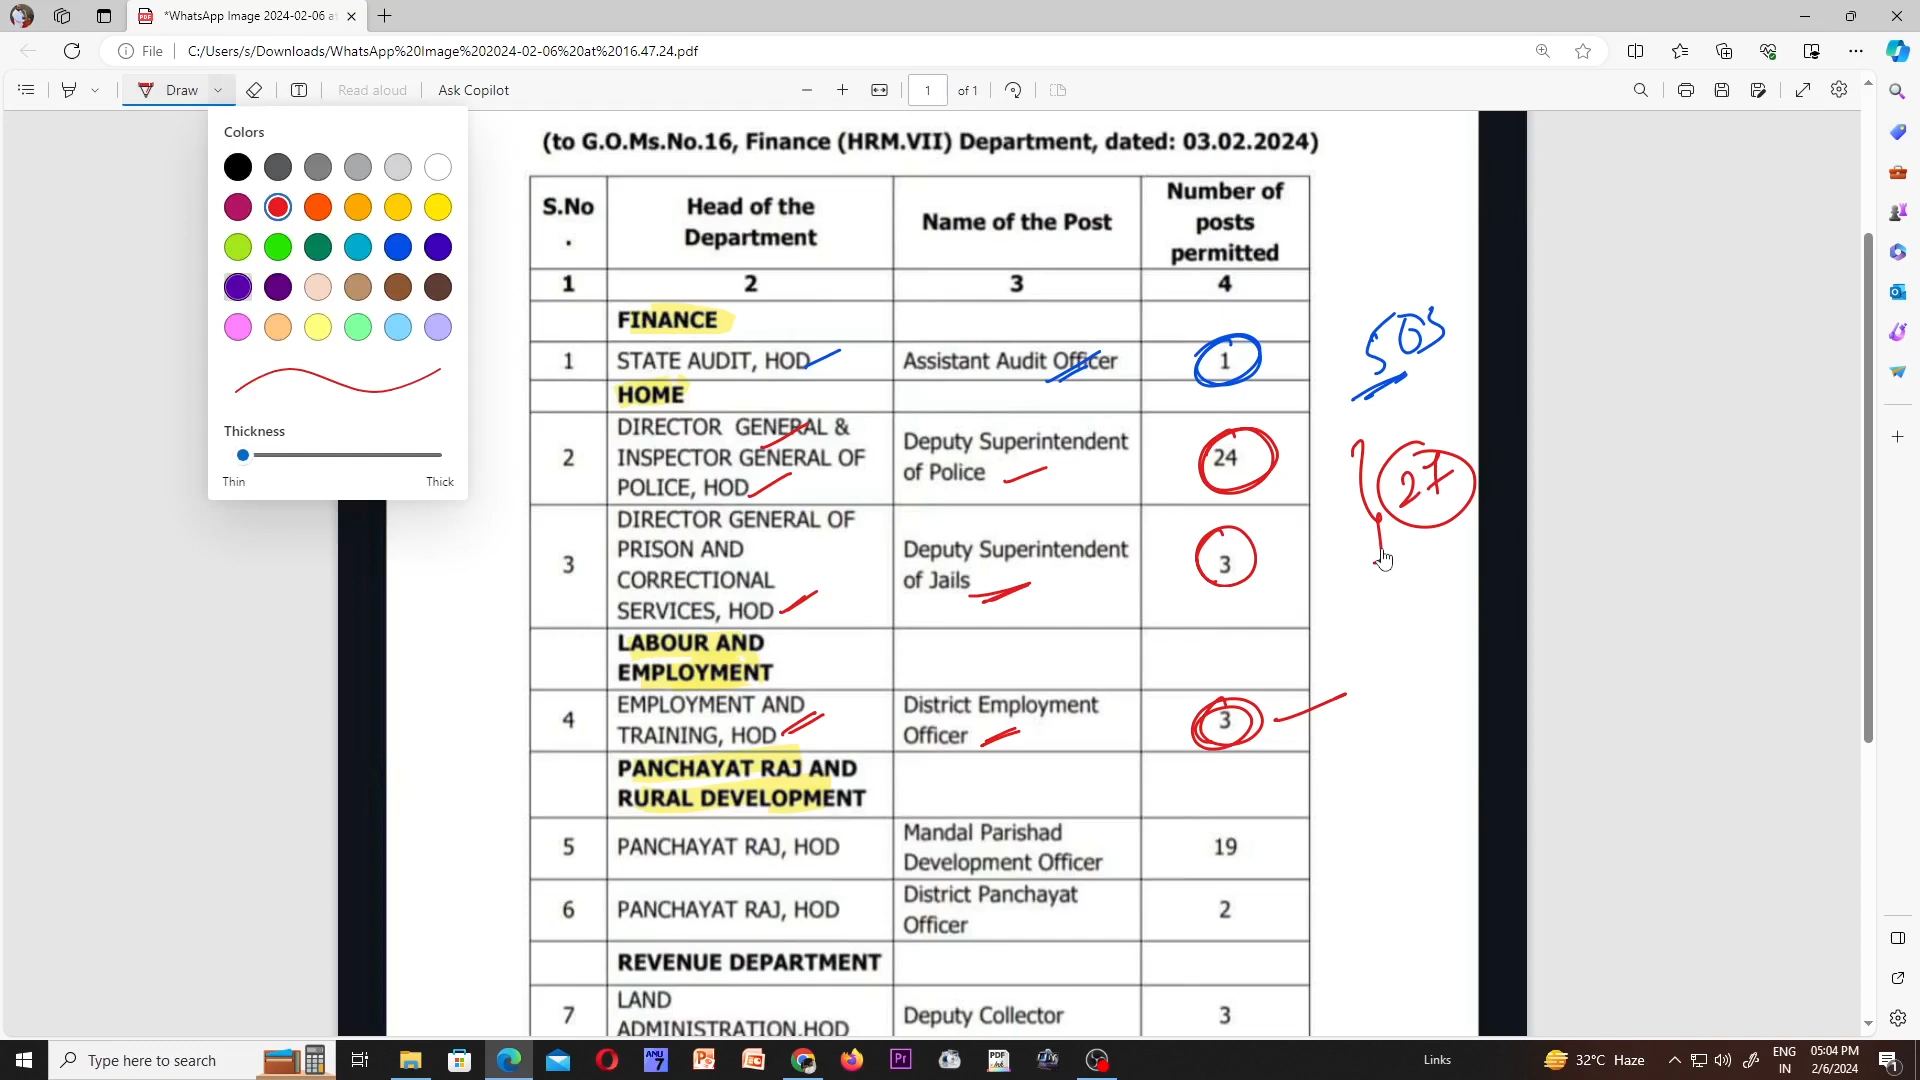 *WhatsApp Image 2024-02-06 at
File
C:/Users/s/Downloads/WhatsApp%20Image%202024-02-06%20at%2016.47.24.pdf
Draw
Read aloud
Ask Copilot
1
of 1
Colors
Thickness
Thin
Thick
(to G.O.Ms.No.16, Finance (HRM.VII) Department, dated: 03.02.2024)
S.No
.
Head of the
Department
Name of the Post
Number of
posts
permitted
1
2
3
4
FINANCE
1
STATE AUDIT, HOD
Assistant Audit Officer
1
503
HOME
2
DIRECTOR GENERAL &
INSPECTOR GENERAL OF
POLICE, HOD
Deputy Superintendent
of Police
24
27
3
DIRECTOR GENERAL OF
PRISON AND
CORRECTIONAL
SERVICES, HOD
Deputy Superintendent
of Jails
3
LABOUR AND
EMPLOYMENT
4
EMPLOYMENT AND
TRAINING, HOD
District Employment
Officer
3
PANCHAYAT RAJ AND
RURAL DEVELOPMENT
5
PANCHAYAT RAJ, HOD
Mandal Parishad
Development Officer
19
6
PANCHAYAT RAJ, HOD
District Panchayat
Officer
2
REVENUE DEPARTMENT
7
LAND
ADMINISTRATION,HOD
Deputy Collector
3
Type here to search
ANU
7
Pr
PDF
Links
32°C Haze
ENG
IN
05:04 PM
2/6/2024
1